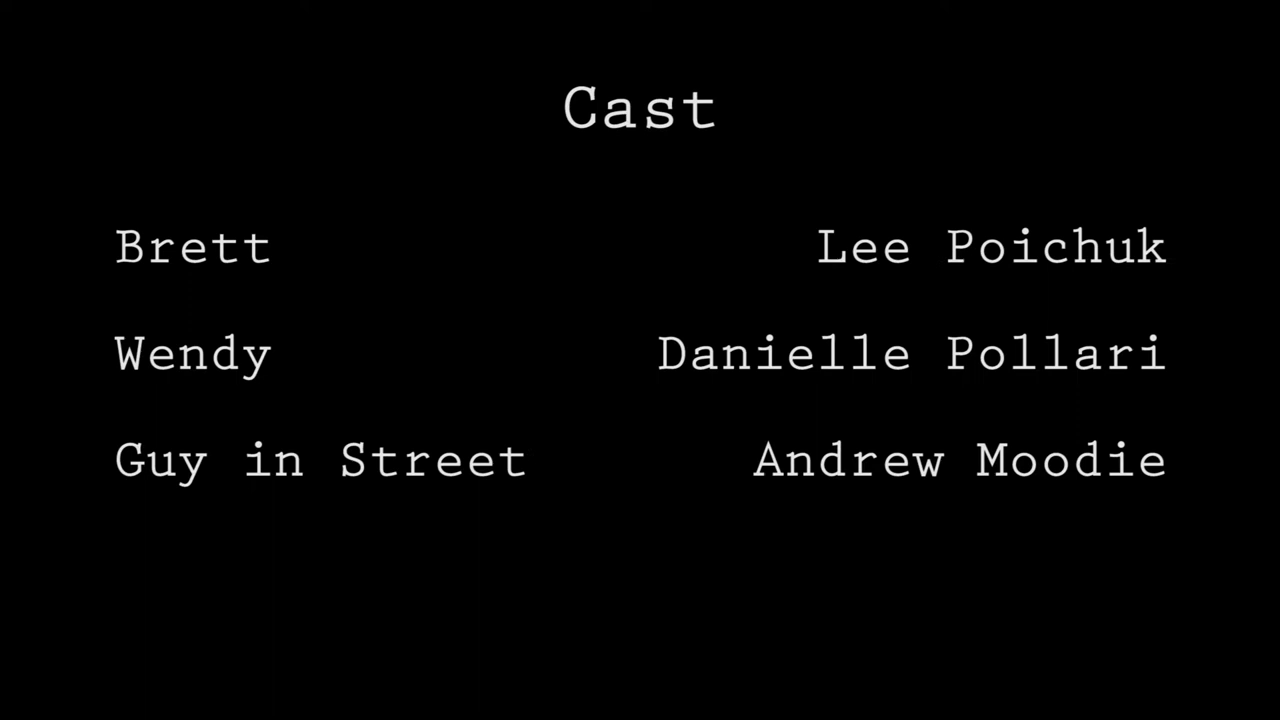 Cast
Brett Lee Poichuk
Wendy Danielle Pollari
Guy in Street Andrew Moodie